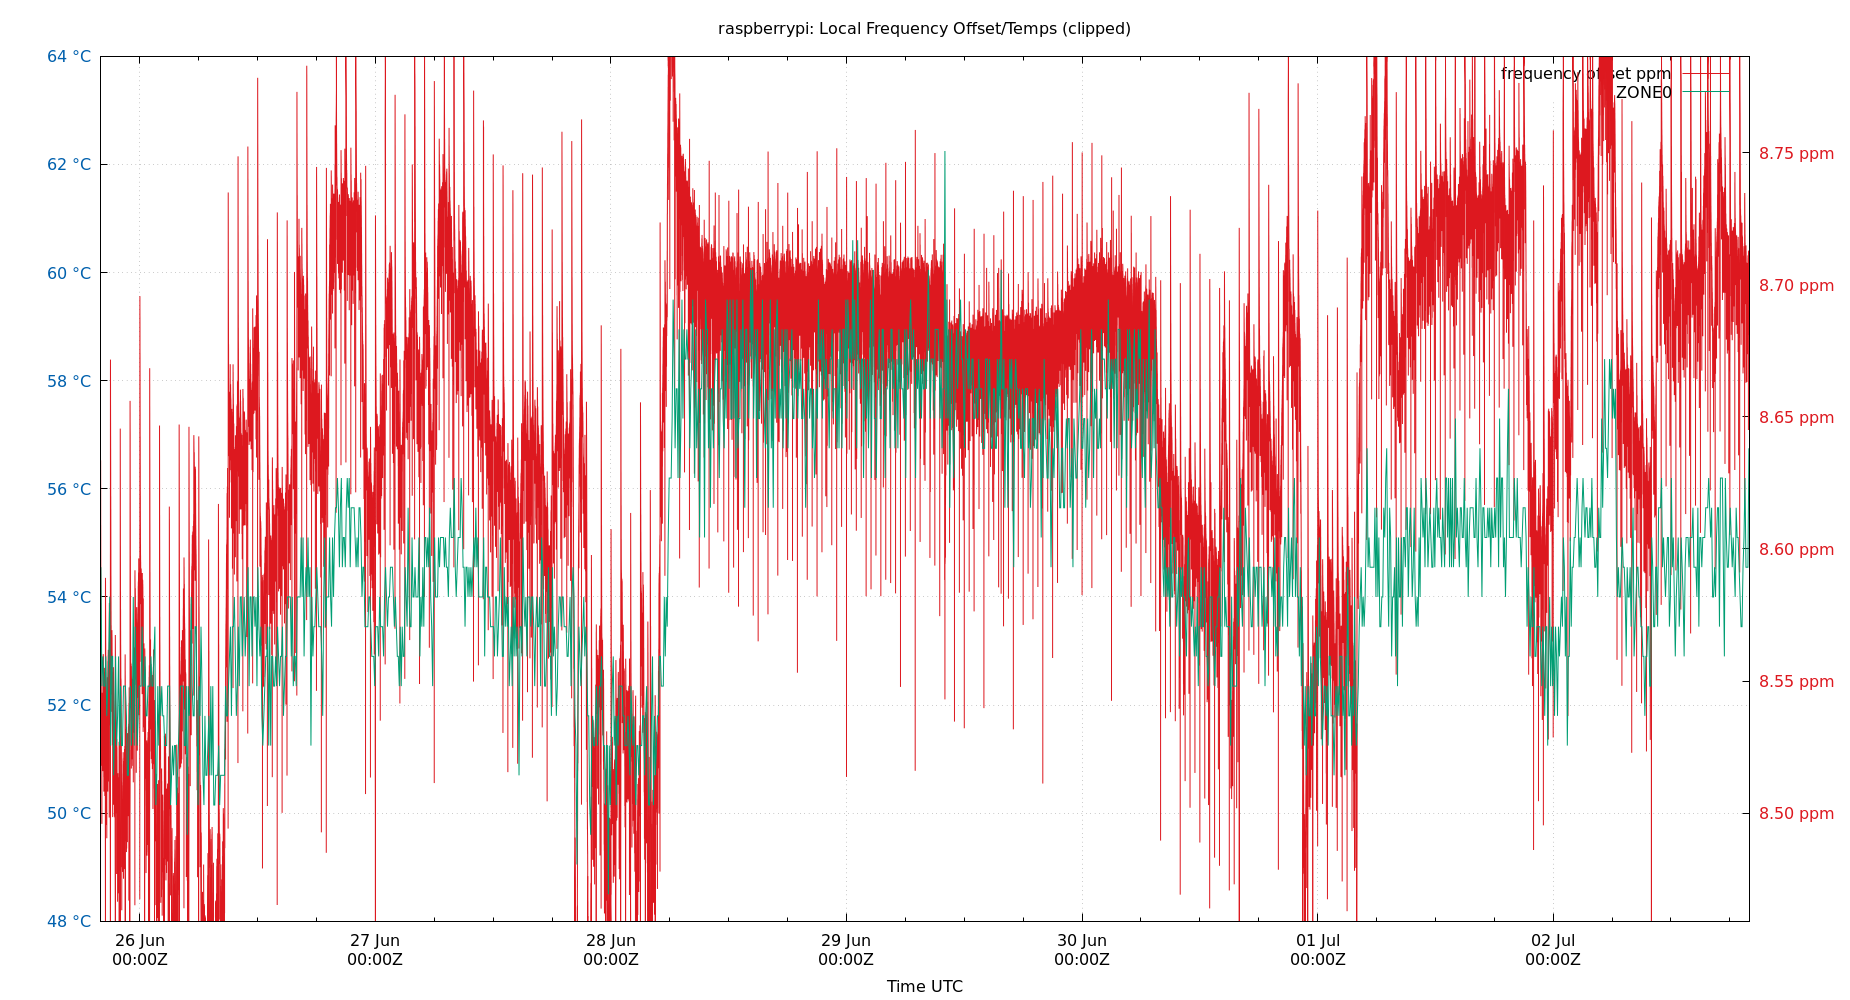 raspberrypi: Local Frequency Offset/Temps (clipped)
64 °C
62 °C
60 °C
58 °C
56 °C
54 °C
52 °C
50 °C
48 °C
frequency offset ppm
ZONE0
8.75 ppm
8.70 ppm
8.65 ppm
8.60 ppm
8.55 ppm
8.50 ppm
26 Jun
00:00Z
27 Jun
00:00Z
28 Jun
00:00Z
29 Jun
00:00Z
30 Jun
00:00Z
01 Jul
00:00Z
02 Jul
00:00Z
Time UTC